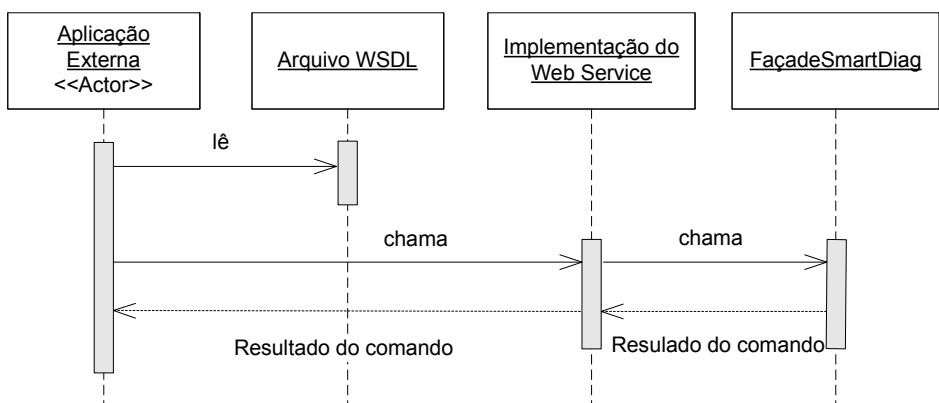 Aplicação
Externa
<<Actor>>
Arquivo WSDL
Implementação do
Web Service
FaçadeSmartDiag
lê
chama
chama
Resultado do comando
Resulado do comando